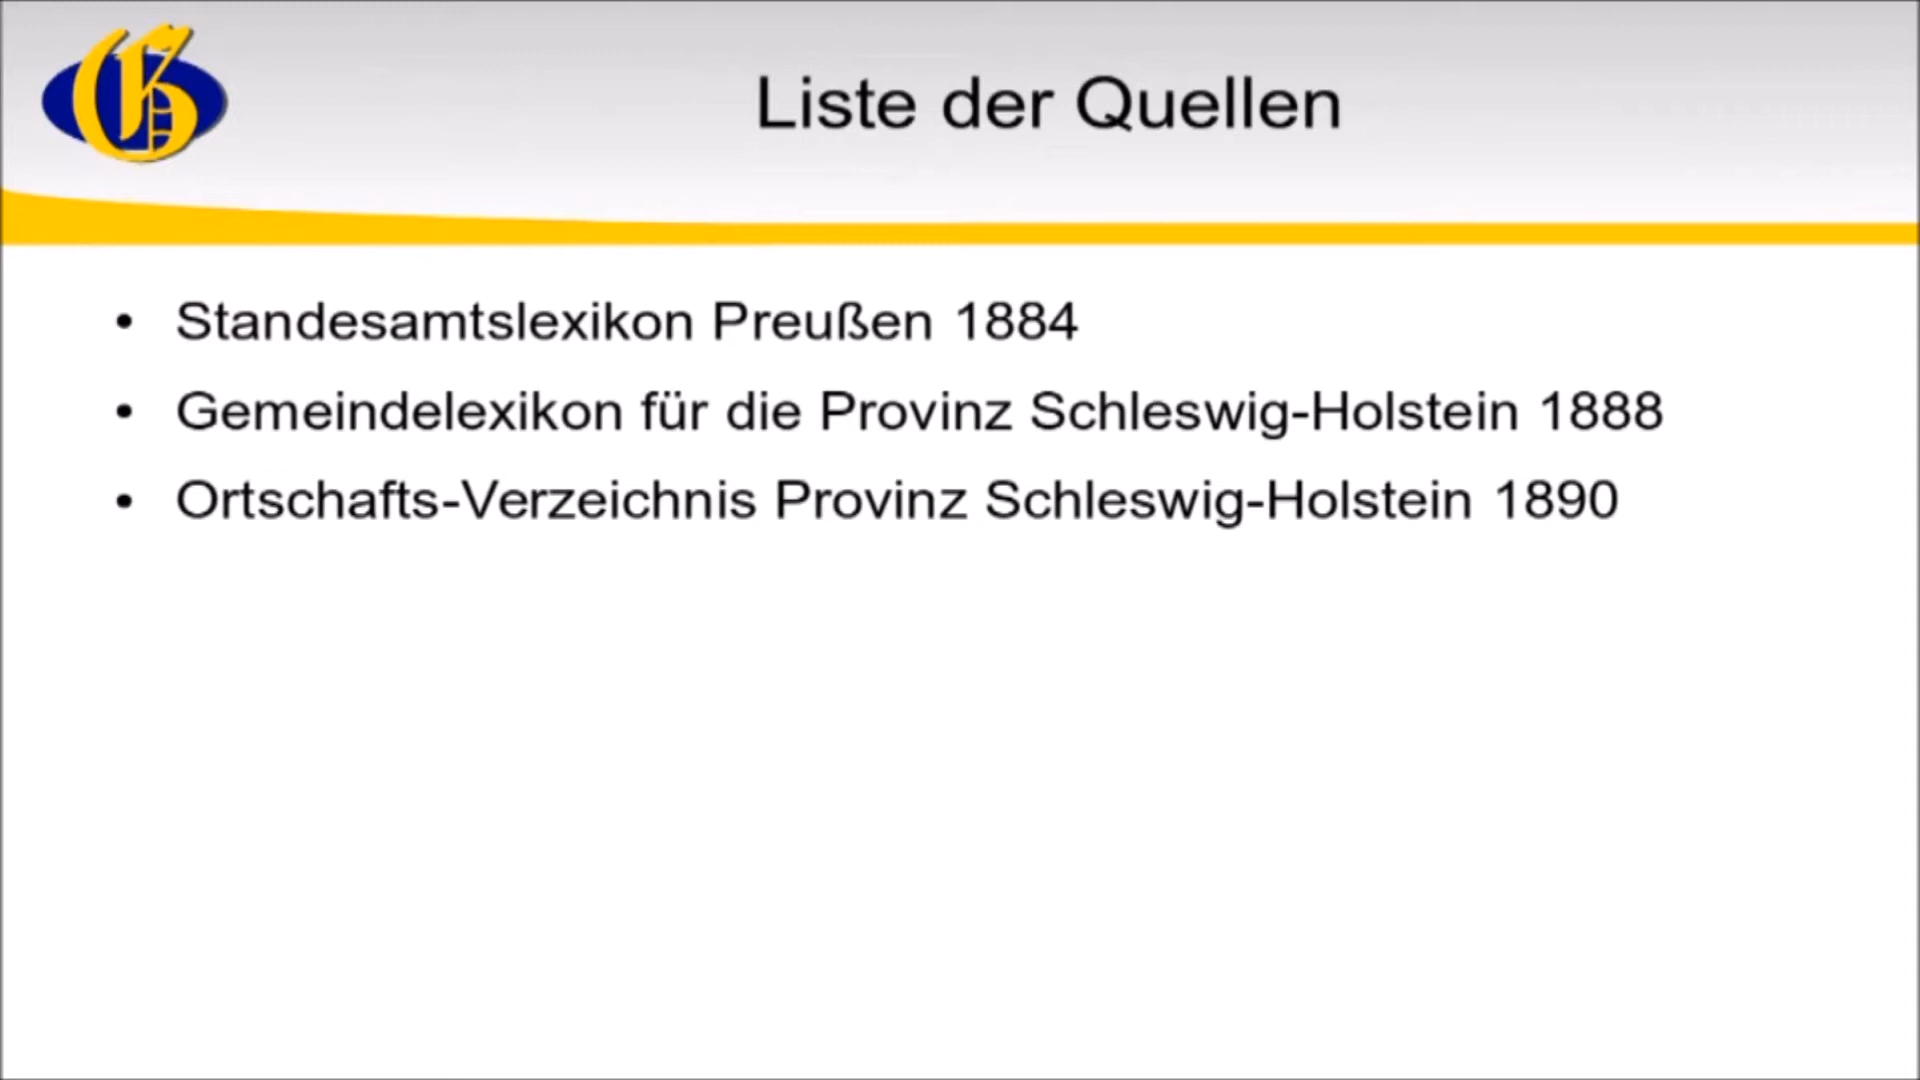 Liste der Quellen
• Standesamtslexikon Preußen 1884
• Gemeindelexikon für die Provinz Schleswig-Holstein 1888
• Ortschafts-Verzeichnis Provinz Schleswig-Holstein 1890